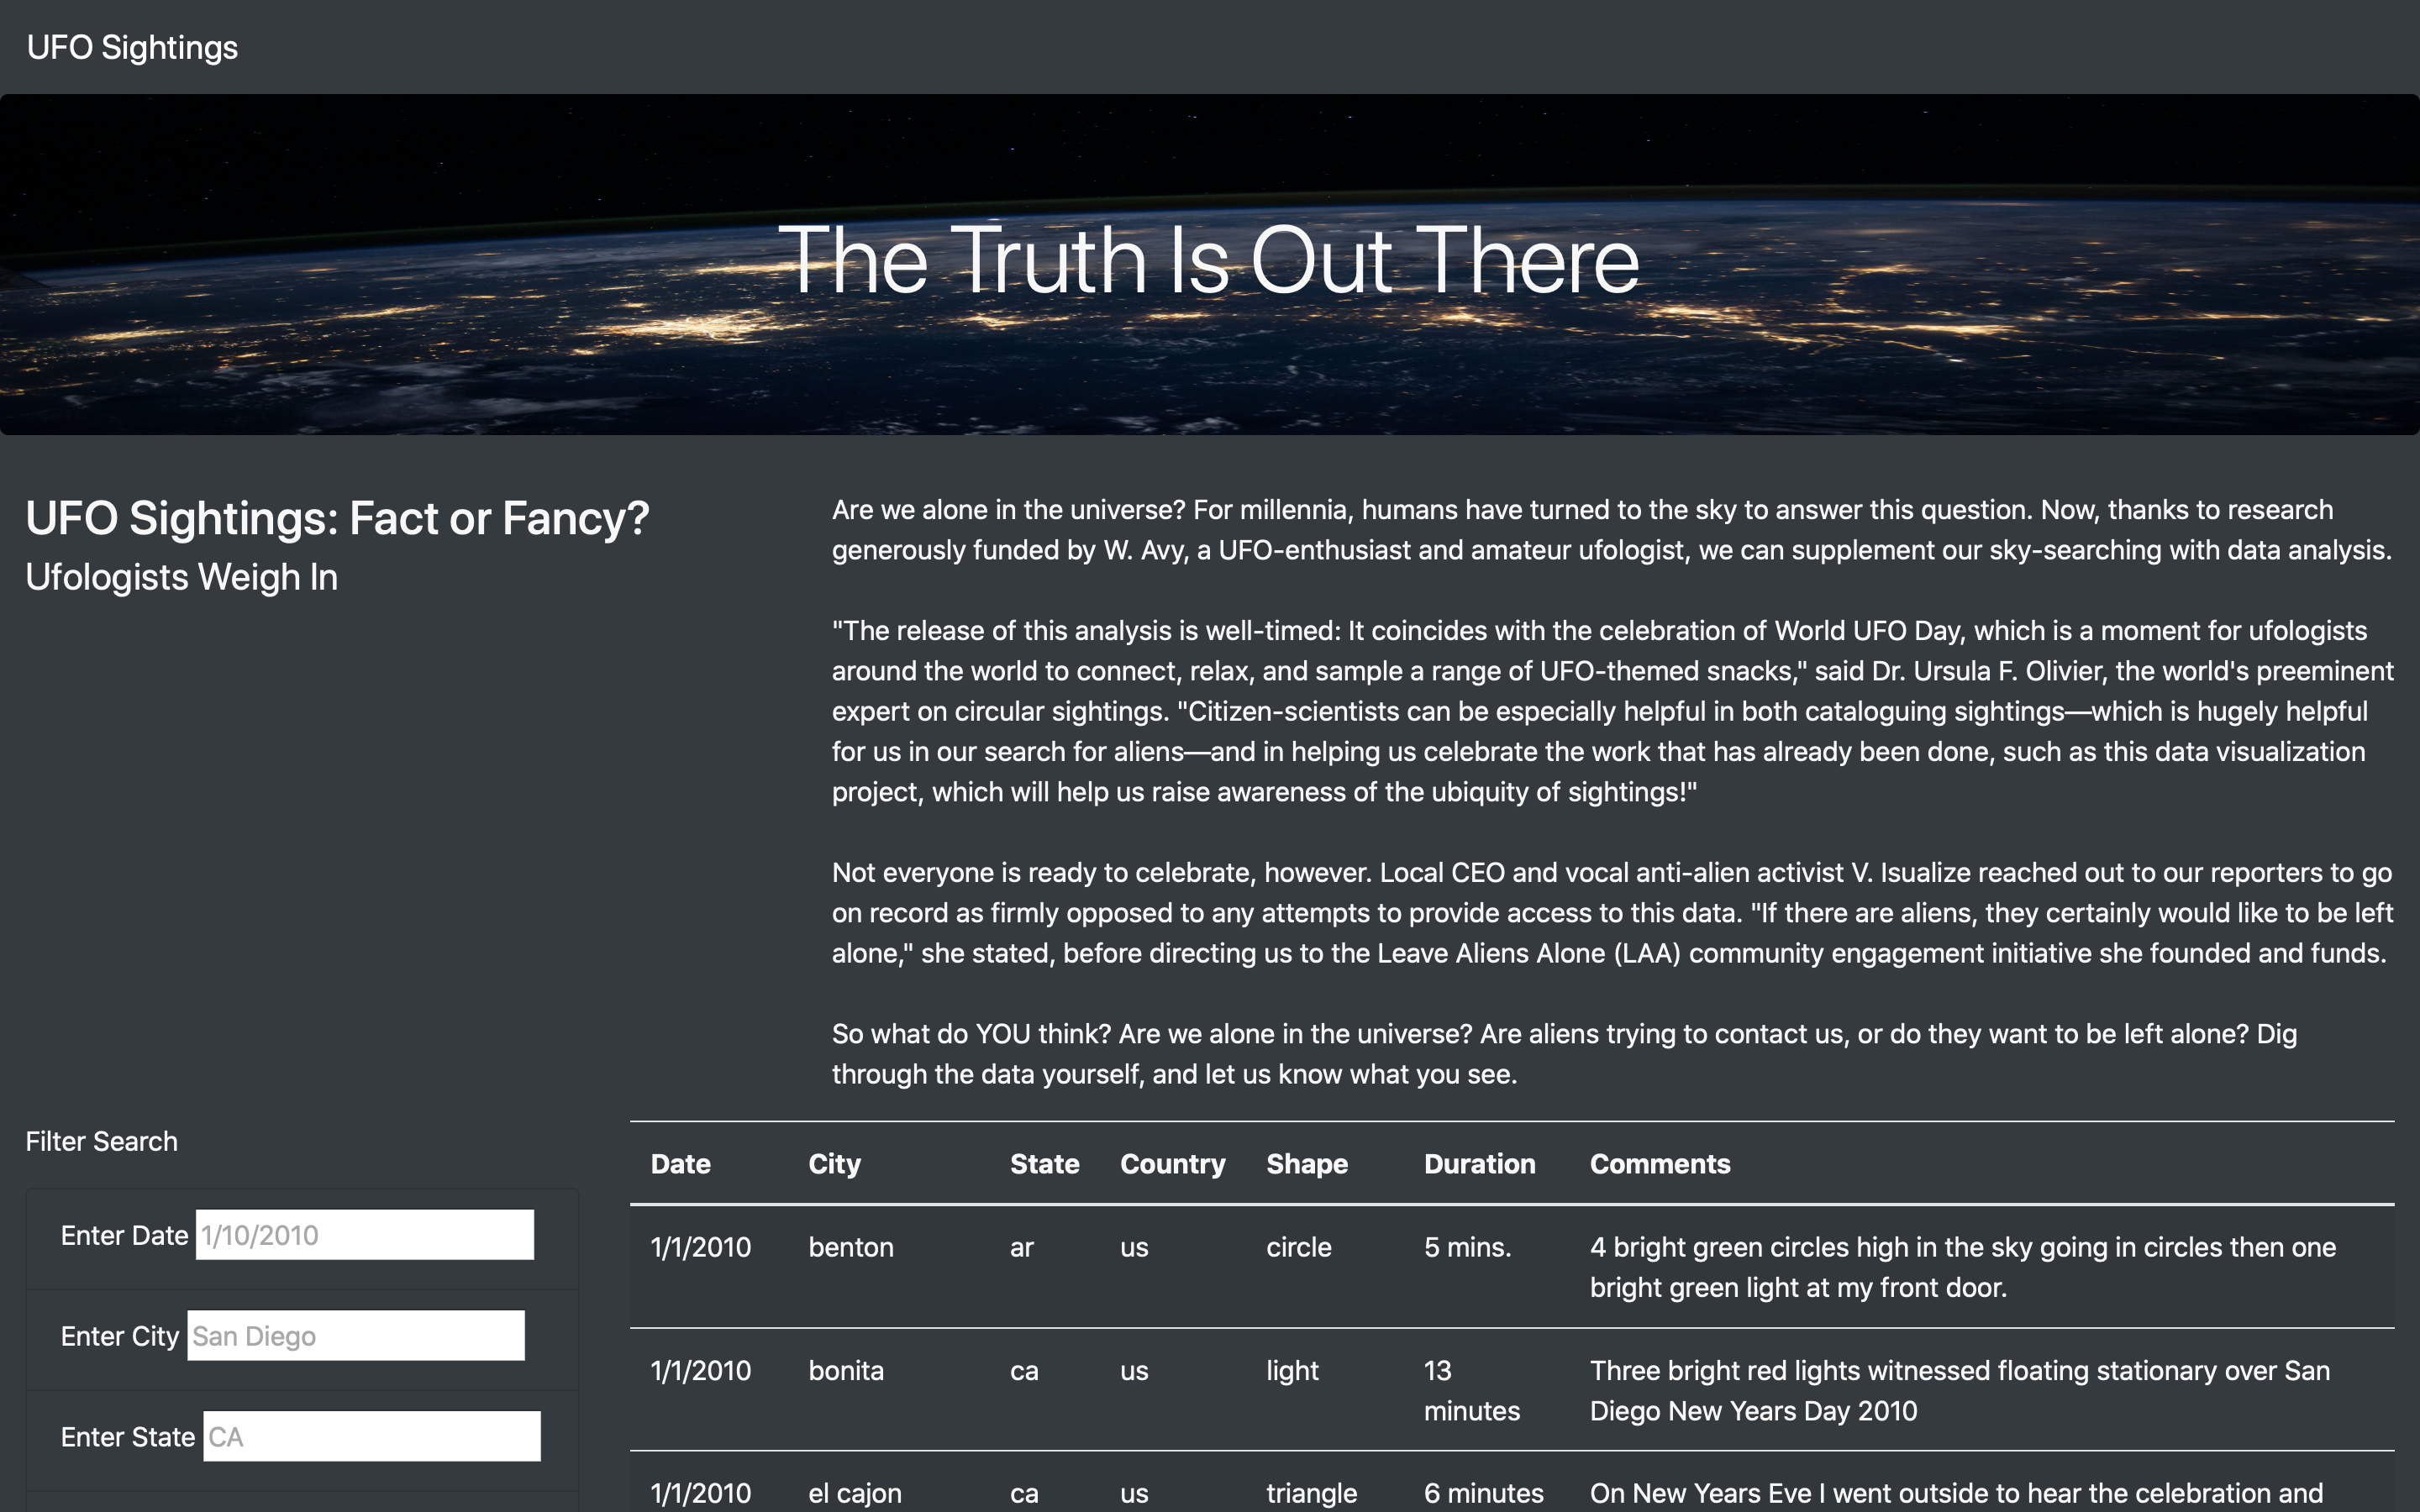 UFO Sightings
The Truth Is Out There
UFO Sightings: Fact or Fancy?
Ufologists Weigh In
Are we alone in the universe? For millennia, humans have turned to the sky to answer this question. Now, thanks to research
generously funded by W. Avy, a UFO-enthusiast and amateur ufologist, we can supplement our sky-searching with data analysis.
"The release of this analysis is well-timed: It coincides with the celebration of World UFO Day, which is a moment for ufologists
around the world to connect, relax, and sample a range of UFO-themed snacks," said Dr. Ursula F. Olivier, the world's preeminent
expert on circular sightings. "Citizen-scientists can be especially helpful in both cataloguing sightings—which is hugely helpful
for us in our search for aliens—and in helping us celebrate the work that has already been done, such as this data visualization
project, which will help us raise awareness of the ubiquity of sightings!"
Not everyone is ready to celebrate, however. Local CEO and vocal anti-alien activist V. Isualize reached out to our reporters to go
on record as firmly opposed to any attempts to provide access to this data. "If there are aliens, they certainly would like to be left
alone," she stated, before directing us to the Leave Aliens Alone (LAA) community engagement initiative she founded and funds.
So what do YOU think? Are we alone in the universe? Are aliens trying to contact us, or do they want to be left alone? Dig
through the data yourself, and let us know what you see.
Filter Search
Enter Date 1/10/2010
Enter City San Diego
Enter State CA
Date City State Country Shape Duration Comments
1/1/2010 benton ar us circle 5 mins. 4 bright green circles high in the sky going in circles then one
bright green light at my front door.
1/1/2010 bonita ca us light 13 Three bright red lights witnessed floating stationary over San
minutes Diego New Years Day 2010
1/1/2010 el cajon ca us triangle 6 minutes On New Years Eve I went outside to hear the celebration and